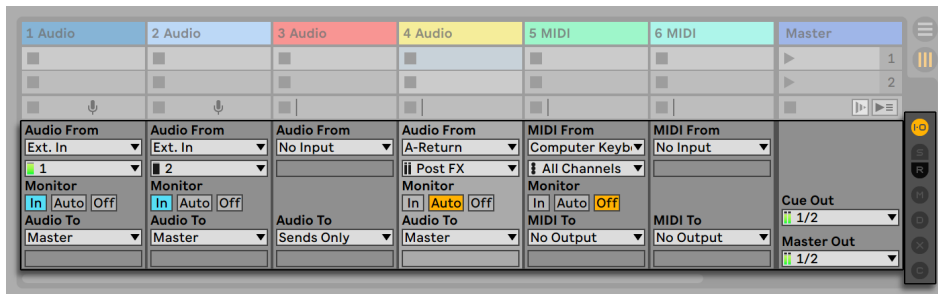 1 Audio 2 Audio 3 Audio 4 Audio 5 MIDI 6 MIDI Master
1
2
Audio From Audio From Audio From Audio From MIDI From MIDI From
Ext. In Ext. In No Input A-Return Computer Keyb No Input
1 2 Post FX All Channels
Monitor Monitor Monitor Monitor
In Auto Off In Auto Off In Auto Off In Auto Off
Cue Out
Audio To Audio To Audio To Audio To MIDI To MIDI To
1/2
Master Master Sends Only Master No Output No Output
Master Out
1/2
I·O
S
R
M
D
X
C